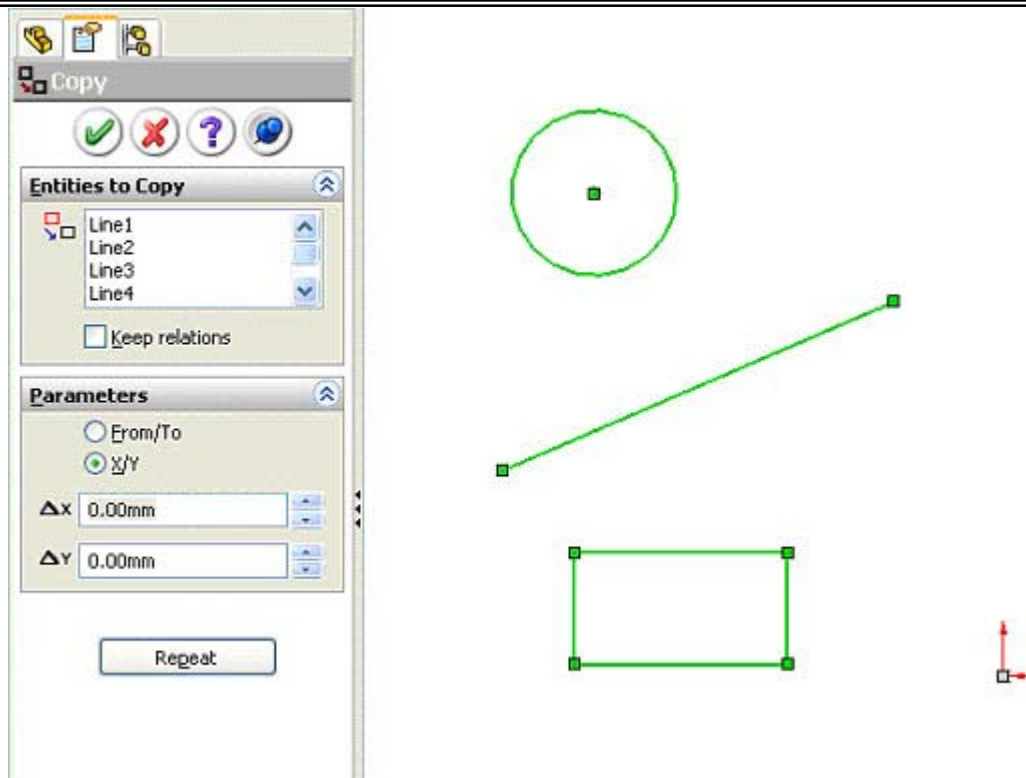 Copy
?
Entities to Copy
Line1
Line2
Line3
Line4
Keep relations
Parameters
From/To
X/Y
ΔX 0.00mm
ΔY 0.00mm
Repeat